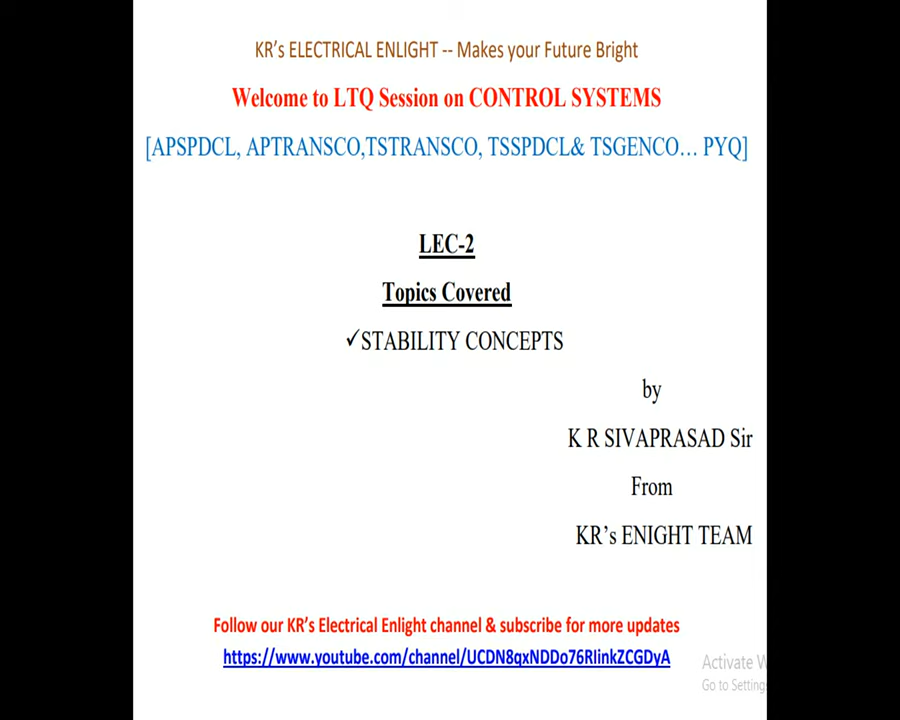 KR's ELECTRICAL ENLIGHT -- Makes your Future Bright
Welcome to LTQ Session on CONTROL SYSTEMS
[APSPDCL, APTRANSCO,TSTRANSCO, TSSPDCL& TSGENCO... PYQ]
LEC-2
Topics Covered
✓STABILITY CONCEPTS
by
K R SIVAPRASAD Sir
From
KR's ENIGHT TEAM
Follow our KR's Electrical Enlight channel & subscribe for more updates
https://www.youtube.com/channel/UCDN8qxNDDo76RIinkZCGDyA
Activate W
Go to Setting